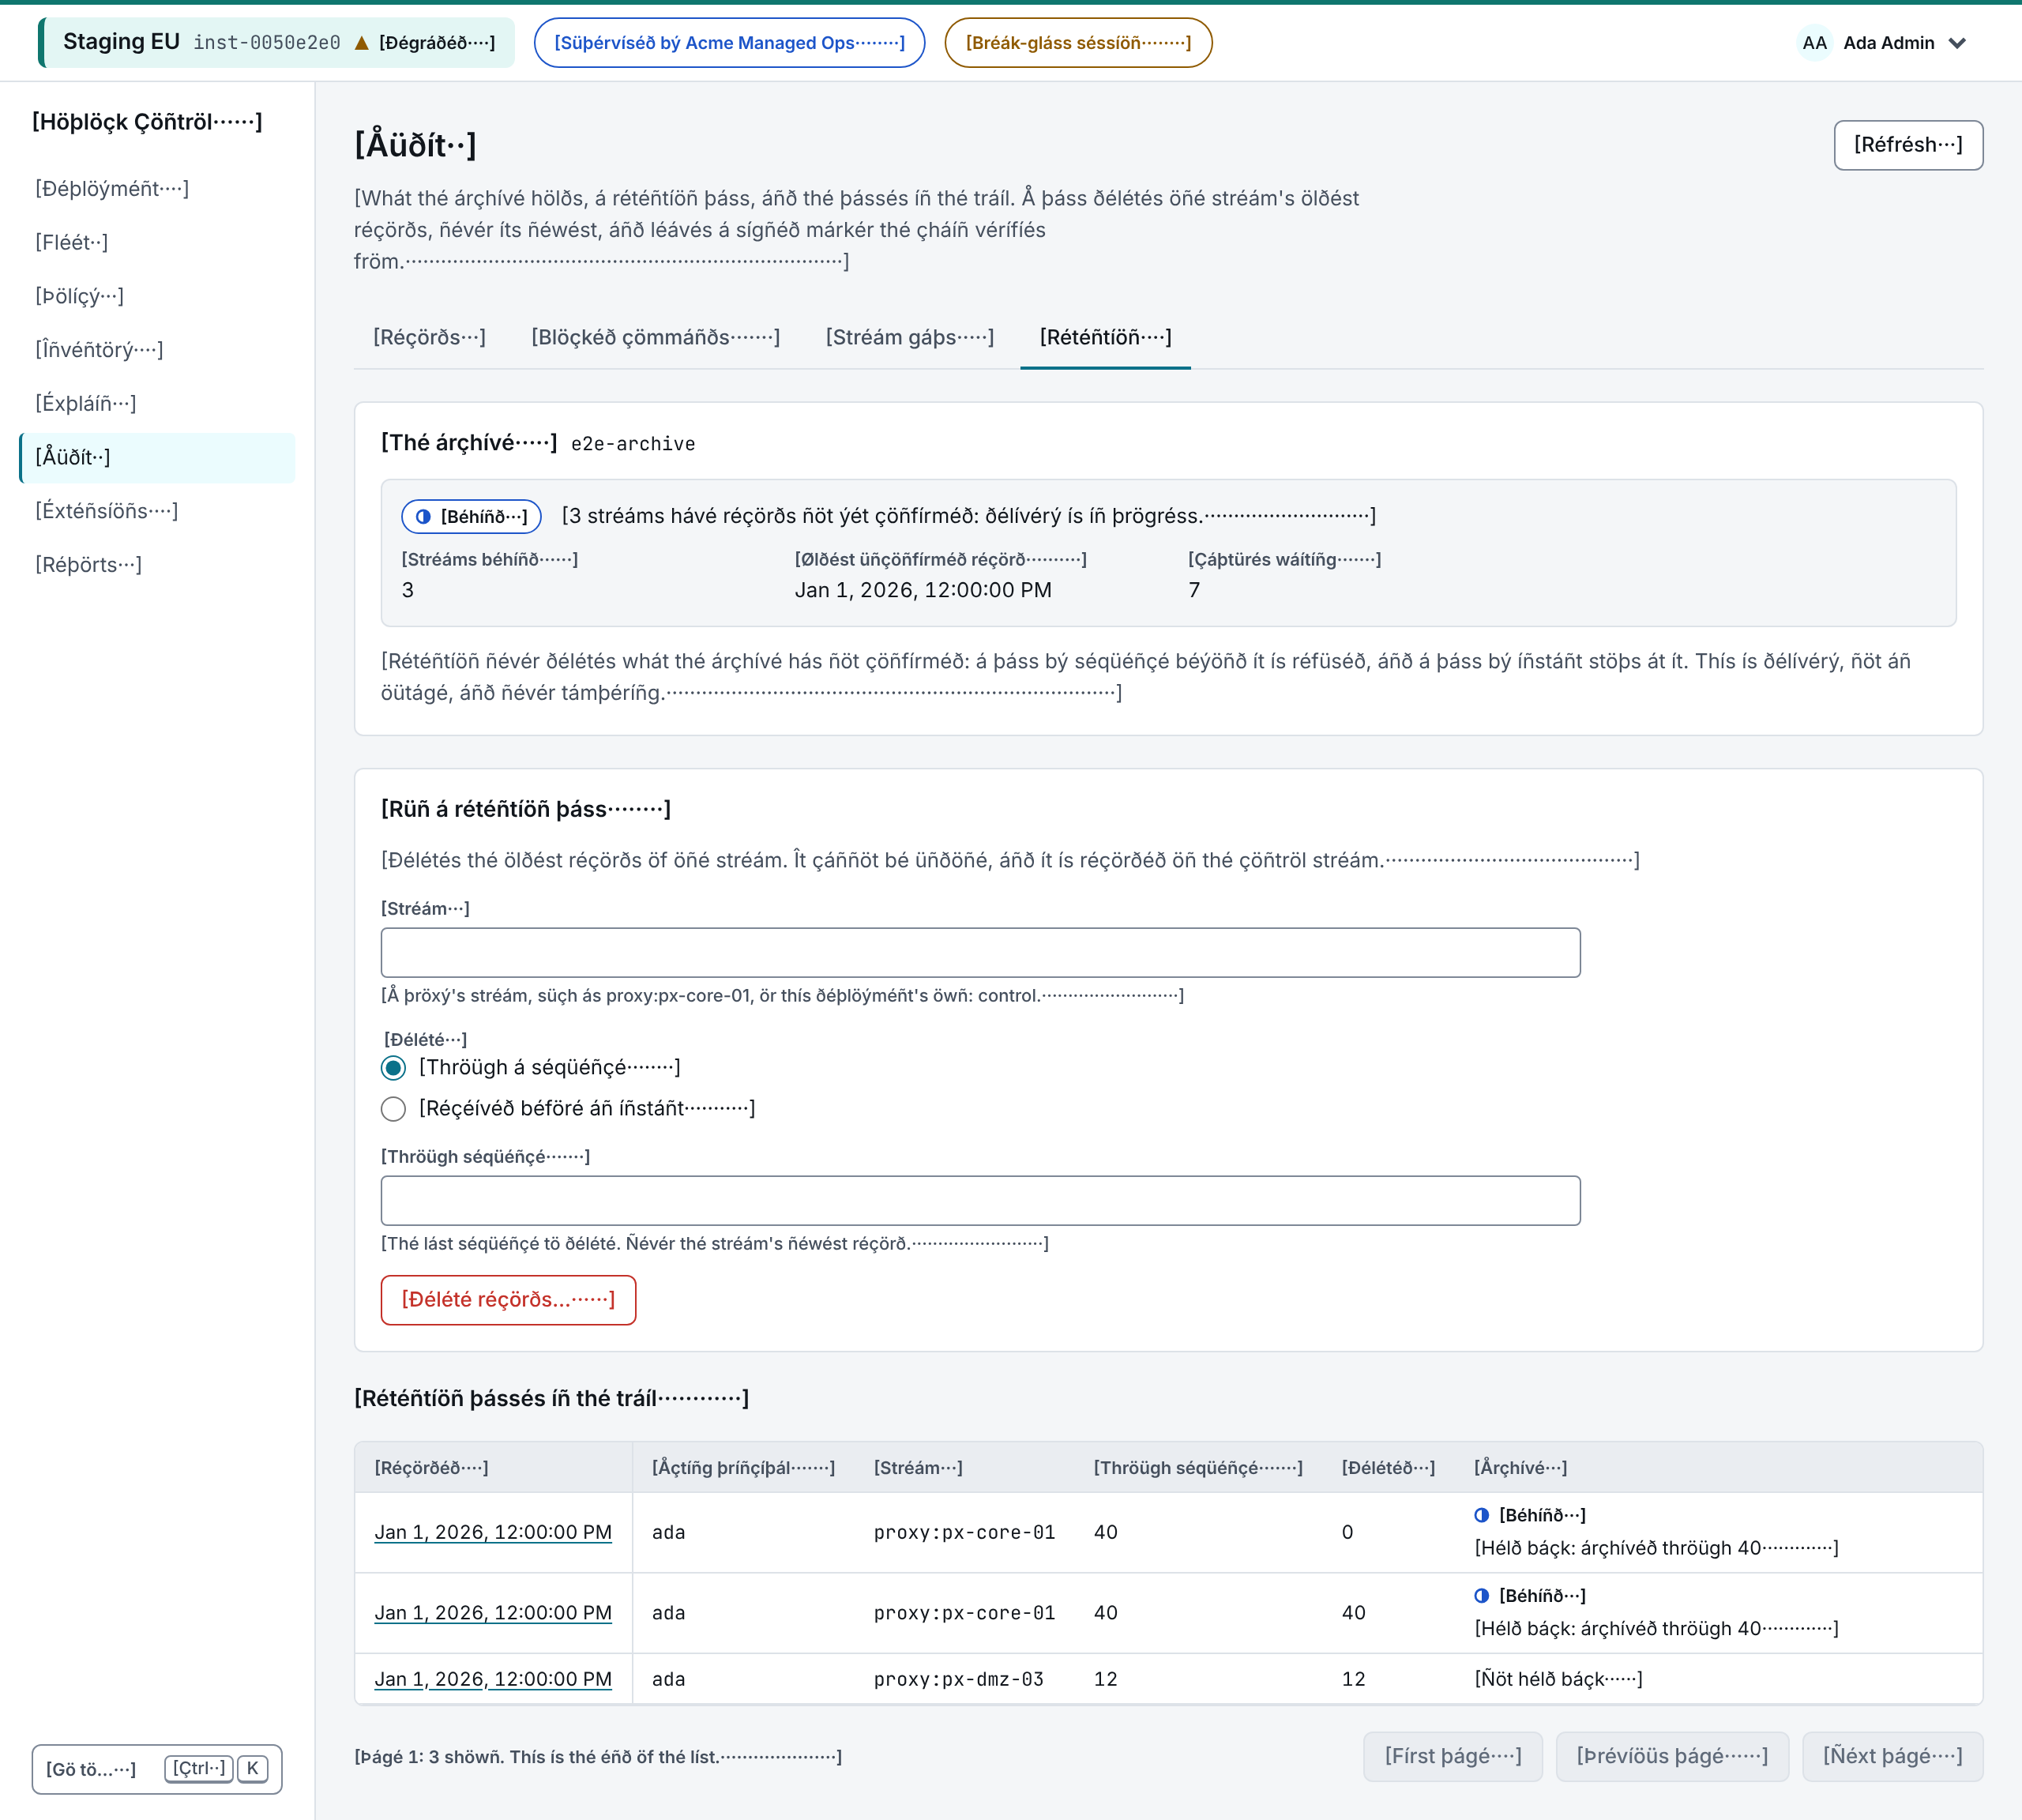 Staging EU inst-0050e2e0 ▲ [Ðégráðéð····] [Süþérvíséð bý Acme Managed Ops········] [Bréák-gláss séssíöñ········] AA Ada Admin
[Höþlöçk Çöñtröl······]
[Ðéþlöýméñt····]
[Fléét··]
[Þölíçý···]
[Îñvéñtörý····]
[Éxþláíñ···]
[Åüðít··]
[Éxtéñsíöñs····]
[Réþörts···]
[Gö tö...···] [Çtrl··] K
[Åüðít··]
[Réfrésh···]
[Whát thé árçhívé hölðs, á rétéñtíöñ þáss, áñð thé þássés íñ thé tráíl. Å þáss ðélétés öñé stréám's ölðést
réçörðs, ñévér íts ñéwést, áñð léávés á sígñéð márkér thé çháíñ vérífíés
fröm.··········································································]
[Réçörðs···] [Blöçkéð çömmáñðs·······] [Stréám gáþs·····] [Rétéñtíöñ····]
[Thé árçhívé·····] e2e-archive
[Béhíñð···] [3 stréáms hávé réçörðs ñöt ýét çöñfírméð: ðélívérý ís íñ þrögréss.····························]
[Stréáms béhíñð······] [Ølðést üñçöñfírméð réçörð··········] [Çáþtürés wáítíñg·······]
3 Jan 1, 2026, 12:00:00 PM 7
[Rétéñtíöñ ñévér ðélétés whát thé árçhívé hás ñöt çöñfírméð: á þáss bý séqüéñçé béýöñð ít ís réfüséð, áñð á þáss bý íñstáñt stöþs át ít. Thís ís ðélívérý, ñöt áñ
öütágé, áñð ñévér támþéríñg.············································································]
[Rüñ á rétéñtíöñ þáss········]
[Ðélétés thé ölðést réçörðs öf öñé stréám. Ît çáññöt bé üñðöñé, áñð ít ís réçörðéð öñ thé çöñtröl stréám.··········································]
[Stréám···]
[Å þröxý's stréám, süçh ás proxy:px-core-01, ör thís ðéþlöýméñt's öwñ: control.··························]
[Ðélété···]
[Thröügh á séqüéñçé········]
[Réçéívéð béföré áñ íñstáñt···········]
[Thröügh séqüéñçé·······]
[Thé lást séqüéñçé tö ðélété. Ñévér thé stréám's ñéwést réçörð.·························]
[Ðélété réçörðs...······]
[Rétéñtíöñ þássés íñ thé tráíl············]
[Réçörðéð····] [Åçtíñg þríñçíþál·······] [Stréám···] [Thröügh séqüéñçé·······] [Ðélétéð···] [Årçhívé···]
Jan 1, 2026, 12:00:00 PM ada proxy:px-core-01 40 0 [Béhíñð···]
[Hélð báçk: árçhívéð thröügh 40·············]
Jan 1, 2026, 12:00:00 PM ada proxy:px-core-01 40 40 [Béhíñð···]
[Hélð báçk: árçhívéð thröügh 40·············]
Jan 1, 2026, 12:00:00 PM ada proxy:px-dmz-03 12 12 [Ñöt hélð báçk······]
[Þágé 1: 3 shöwñ. Thís ís thé éñð öf thé líst.······················] [Fírst þágé····] [Þrévíöüs þágé······] [Ñéxt þágé····]